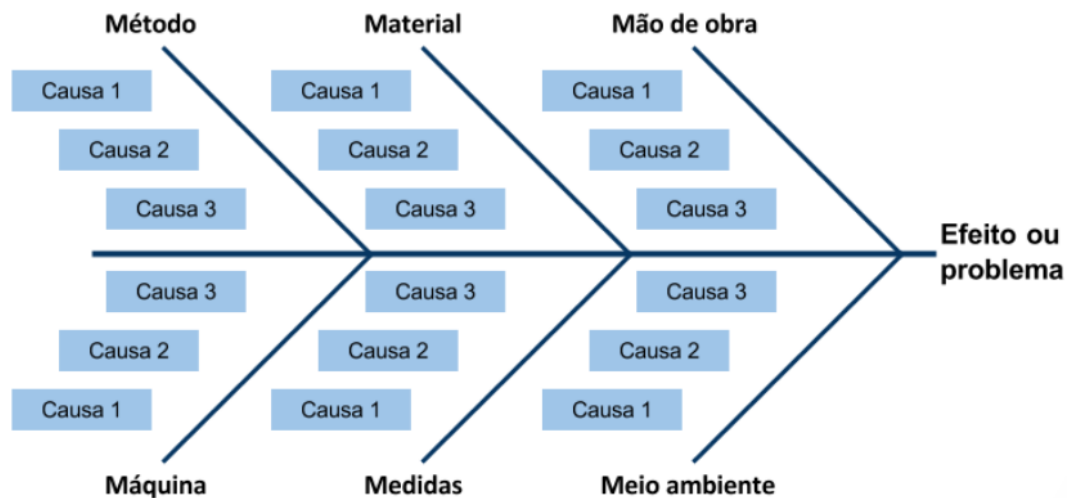 Método
Material
Mão de obra
Causa 1
Causa 1
Causa 1
Causa 2
Causa 2
Causa 2
Causa 3
Causa 3
Causa 3
Efeito ou
problema
Causa 3
Causa 3
Causa 3
Causa 2
Causa 2
Causa 2
Causa 1
Causa 1
Causa 1
Máquina
Medidas
Meio ambiente